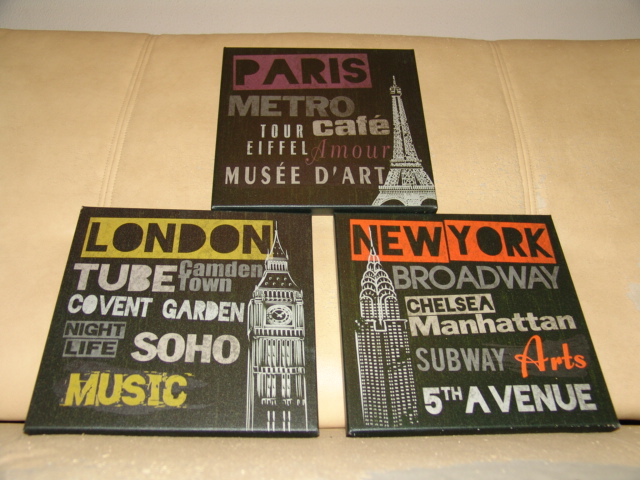 PARIS
METRO
TOUR EIFFEL café
Amour
MUSÉE D'ART
LONDON
TUBE Camden Town
COVENT GARDEN
NIGHT LIFE SOHO
MUSIC
NEW YORK
BROADWAY
CHELSEA
Manhattan
SUBWAY Arts
5TH AVENUE